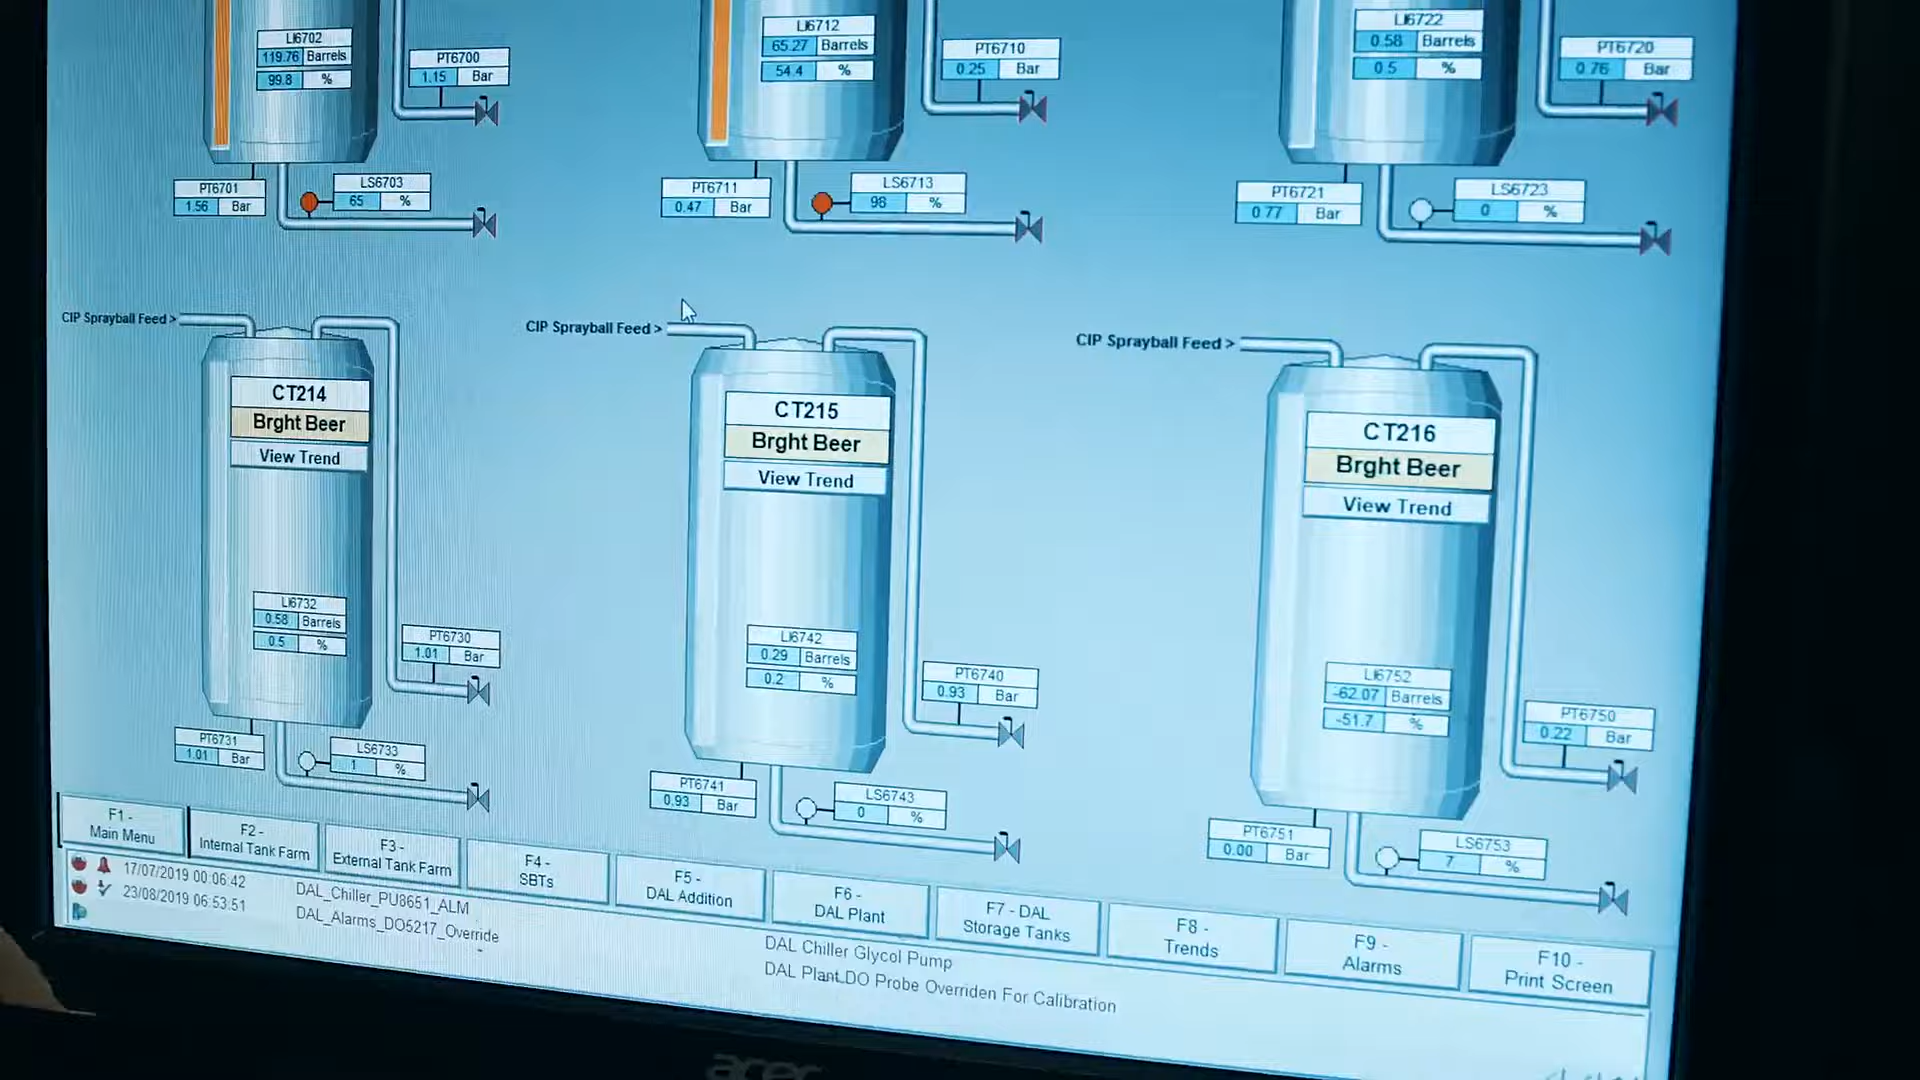 LI6702
119.76 Barrels
99.8 %
PT6700
1.15 Bar
LI6712
65.27 Barrels
54.4 %
PT6710
0.25 Bar
LI6722
0.58 Barrels
0.5 %
PT6720
0.76 Bar
PT6701
1.56 Bar
LS6703
65 %
PT6711
0.47 Bar
LS6713
98 %
PT6721
0.77 Bar
LS6723
0 %
CIP Sprayball Feed >
CT214
Brght Beer
View Trend
LI6732
0.58 Barrels
0.5 %
PT6730
1.01 Bar
PT6731
1.01 Bar
LS6733
1 %
CIP Sprayball Feed >
CT215
Brght Beer
View Trend
LI6742
0.29 Barrels
0.2 %
PT6740
0.93 Bar
PT6741
0.93 Bar
LS6743
0 %
CIP Sprayball Feed >
CT216
Brght Beer
View Trend
LI6752
-62.07 Barrels
-51.7 %
PT6750
0.22 Bar
PT6751
0.00 Bar
LS6753
7 %
F1 -
Main Menu
F2 -
Internal Tank Farm
F3 -
External Tank Farm
F4 -
SBTs
F5 -
DAL Addition
F6 -
DAL Plant
F7 - DAL
Storage Tanks
F8 -
Trends
F9 -
Alarms
F10 -
Print Screen
17/07/2019 00:06:42 DAL_Chiller_PU8651_ALM DAL Chiller Glycol Pump
23/08/2019 06:53:51 DAL_Alarms_DO5217_Override DAL Plant DO Probe Overriden For Calibration
acer